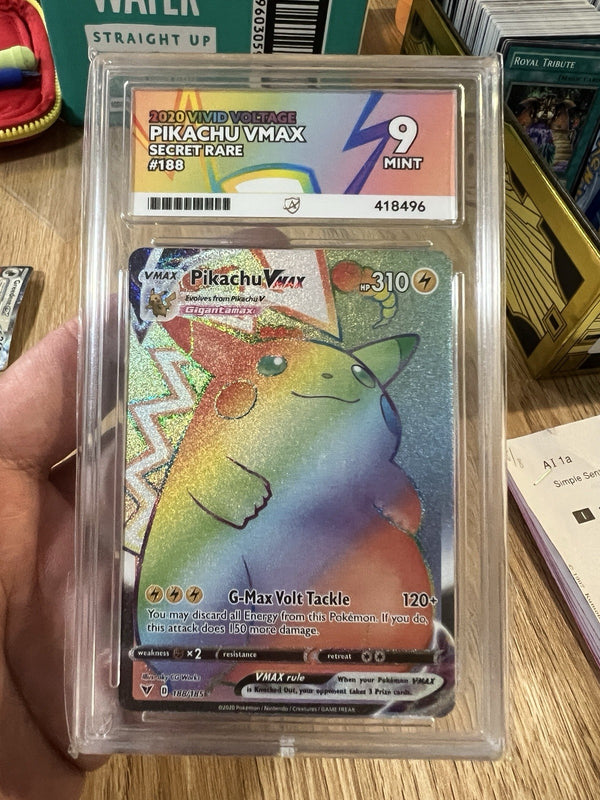 WATER
STRAIGHT UP
ROYAL TRIBUTE
2020 VIVID VOLTAGE
PIKACHU VMAX
SECRET RARE
#188
9
MINT
418496
VMAX Pikachu VMAX HP 310
Evolves from Pikachu V
Gigantamax
G-Max Volt Tackle 120+
You may discard all Energy from this Pokémon. If you do,
this attack does 150 more damage.
weakness ×2 resistance retreat
VMAX rule When your Pokémon VMAX
is Knocked Out, your opponent takes 3 Prize cards.
D
©2020 Pokémon / Nintendo / Creatures / GAME FREAK
AI 1a